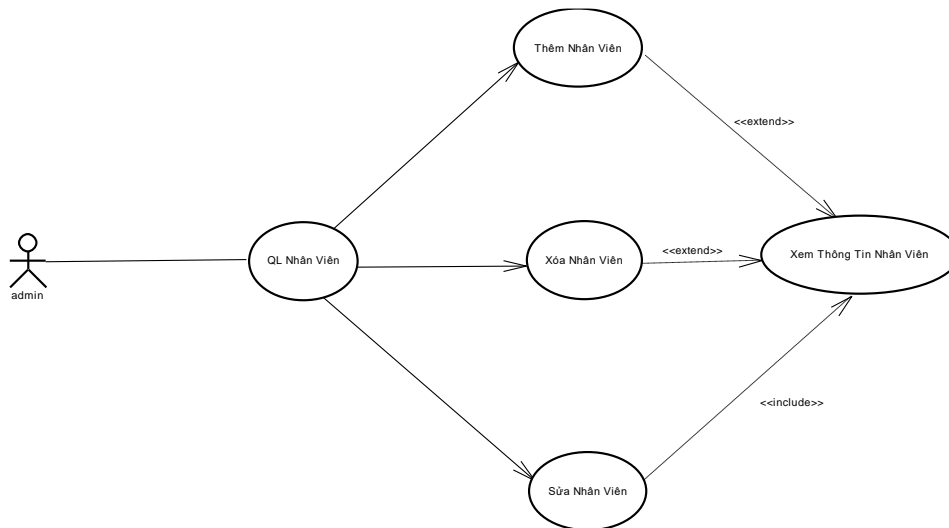 Thêm Nhân Viên
<<extend>>
admin
QL Nhân Viên
Xóa Nhân Viên
<<extend>>
Xem Thông Tin Nhân Viên
<<include>>
Sửa Nhân Viên